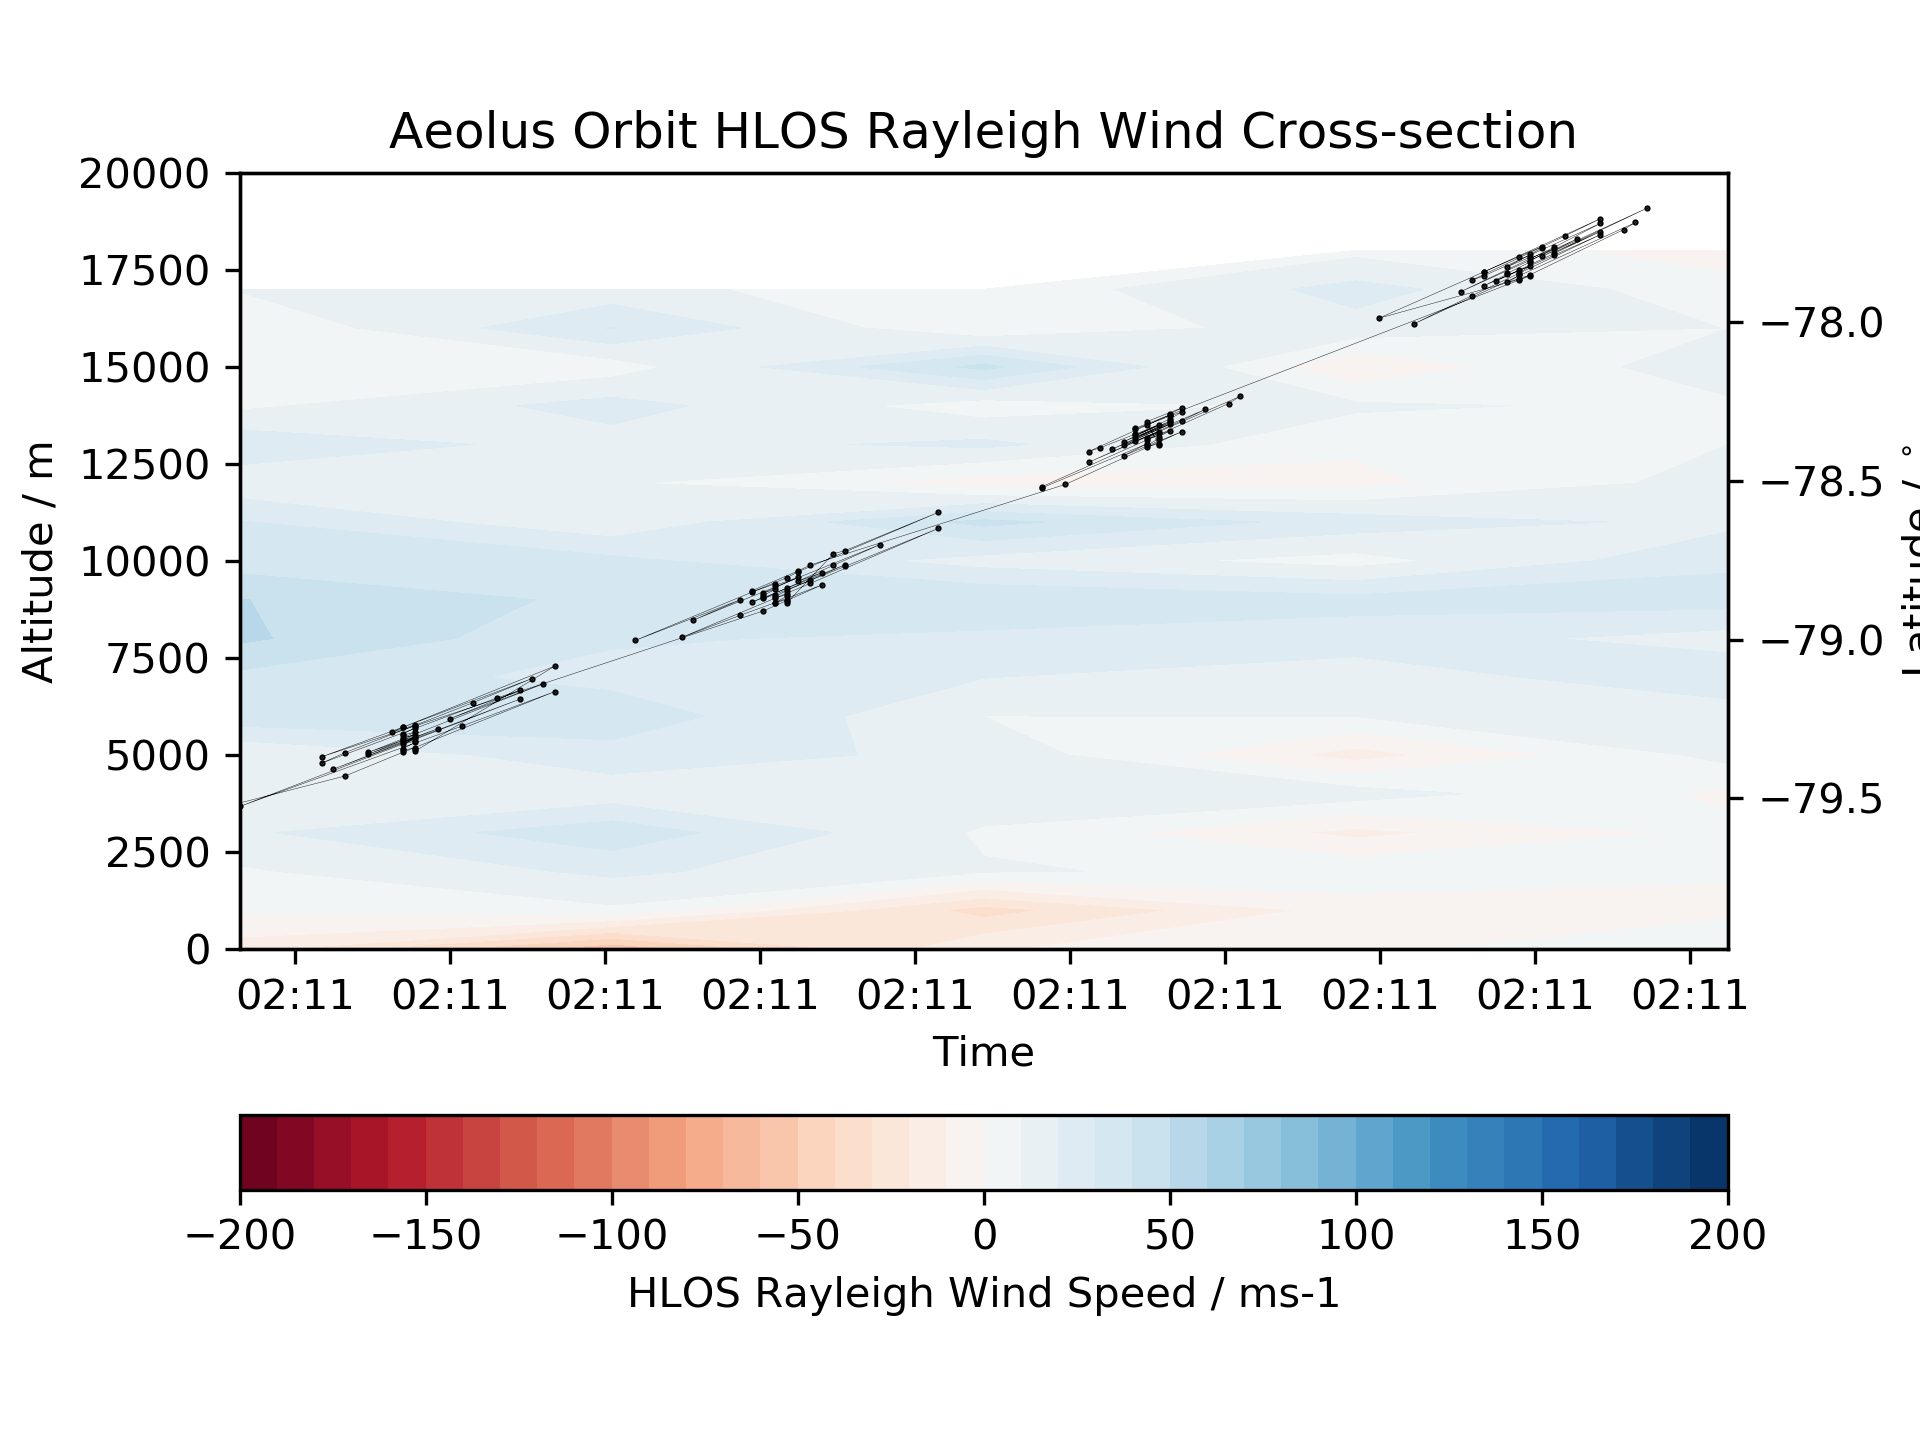 Aeolus Orbit HLOS Rayleigh Wind Cross-section
20000
17500
15000
12500
10000
7500
5000
2500
0
Altitude / m
−78.0
−78.5
−79.0
−79.5
Latitude / °
02:11 02:11 02:11 02:11 02:11 02:11 02:11 02:11 02:11 02:11
Time
−200 −150 −100 −50 0 50 100 150 200
HLOS Rayleigh Wind Speed / ms-1